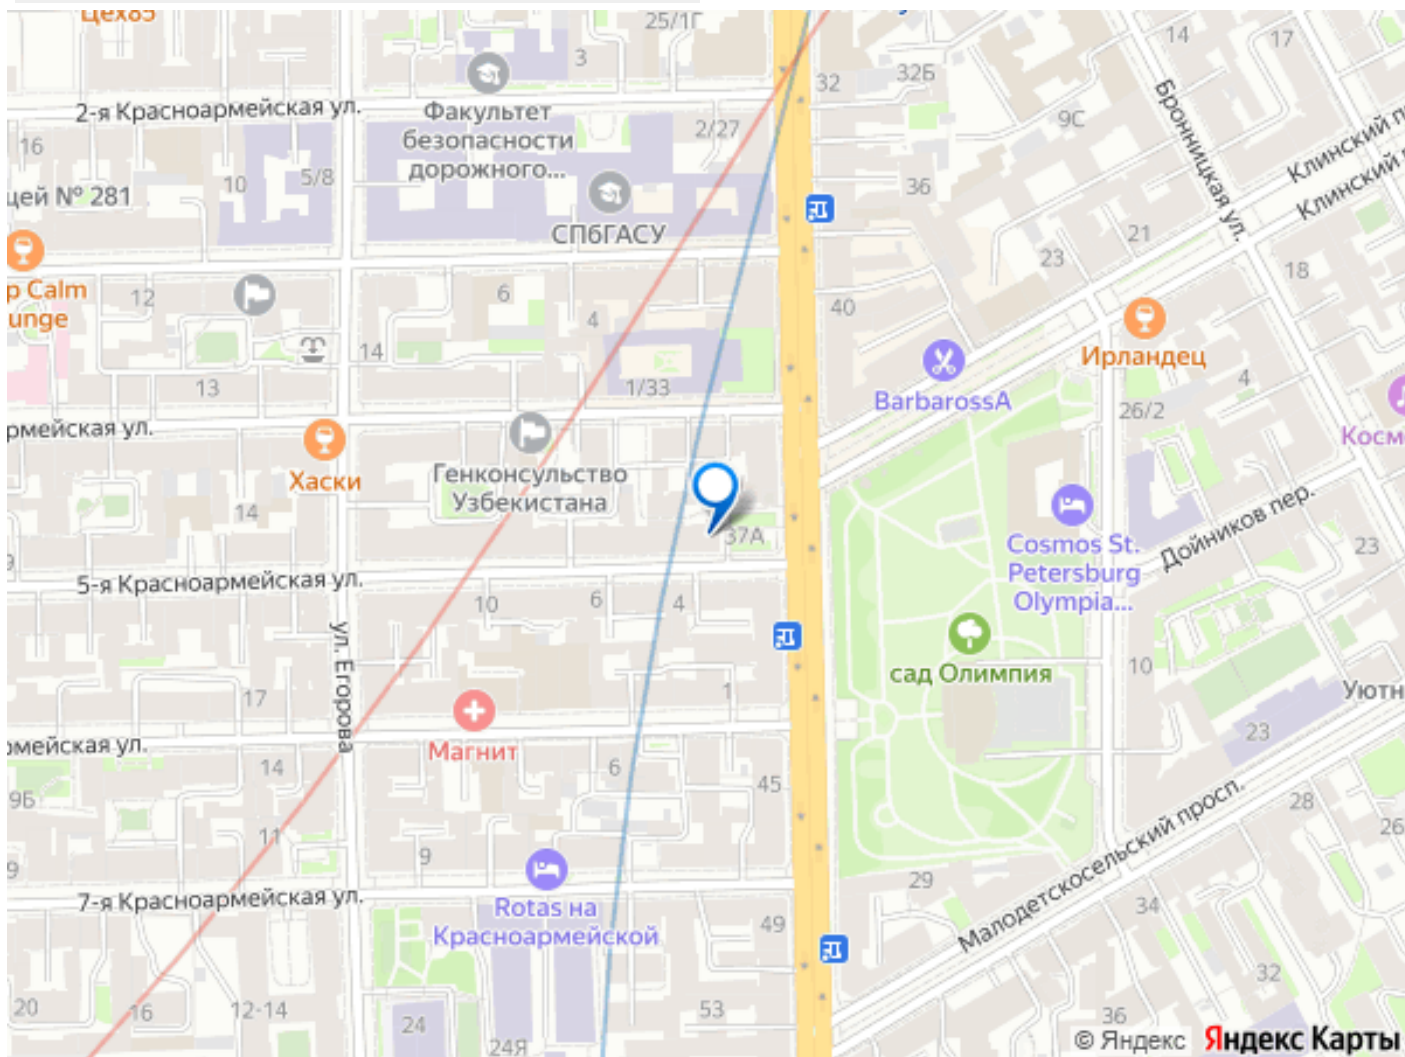 Цех85
25/1Г
3
14
17
32
32Б
2-я Красноармейская ул.
Факультет
безопасности
дорожного...
2/27
9С
Бронницкая ул.
Клинский п
Клинский
16
10
5/8
36
цей № 281
СПбГАСУ
21
23
18
p Calm
unge
12
6
4
40
14
Ирландец
13
1/33
BarbarossA
4
26/2
рмейская ул.
Хаски
Генконсульство
Узбекистана
Косм
14
37А
Cosmos St.
Petersburg
Olympia...
Дойников пер.
23
9
5-я Красноармейская ул.
10
6
4
ул. Егорова
сад Олимпия
10
17
1
Уютн
23
рмейская ул.
Магнит
14
6
45
9Б
11
9
Малодетскосельский просп.
28
26
9
7-я Красноармейская ул.
Rotas на
Красноармейской
29
49
34
32
20
16
12-14
24
24Я
53
36
© Яндекс Яндекс Карты